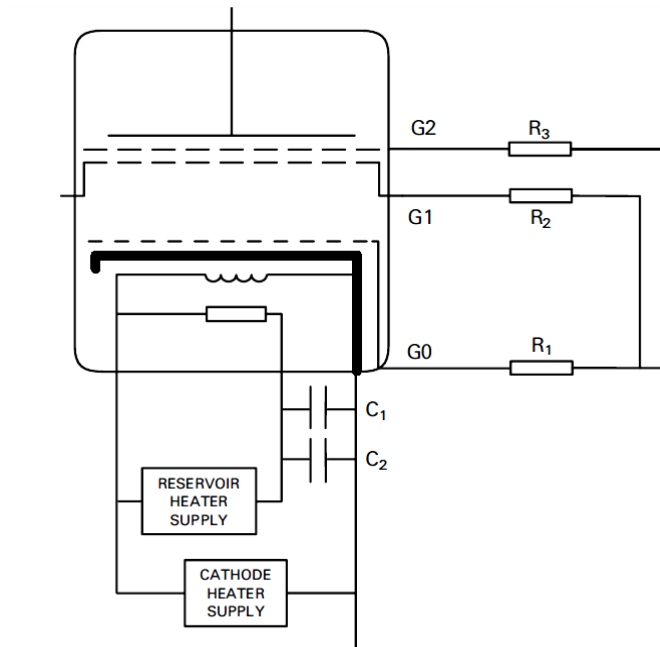 G2
R3
G1
R2
G0
R1
C1
C2
RESERVOIR
HEATER
SUPPLY
CATHODE
HEATER
SUPPLY